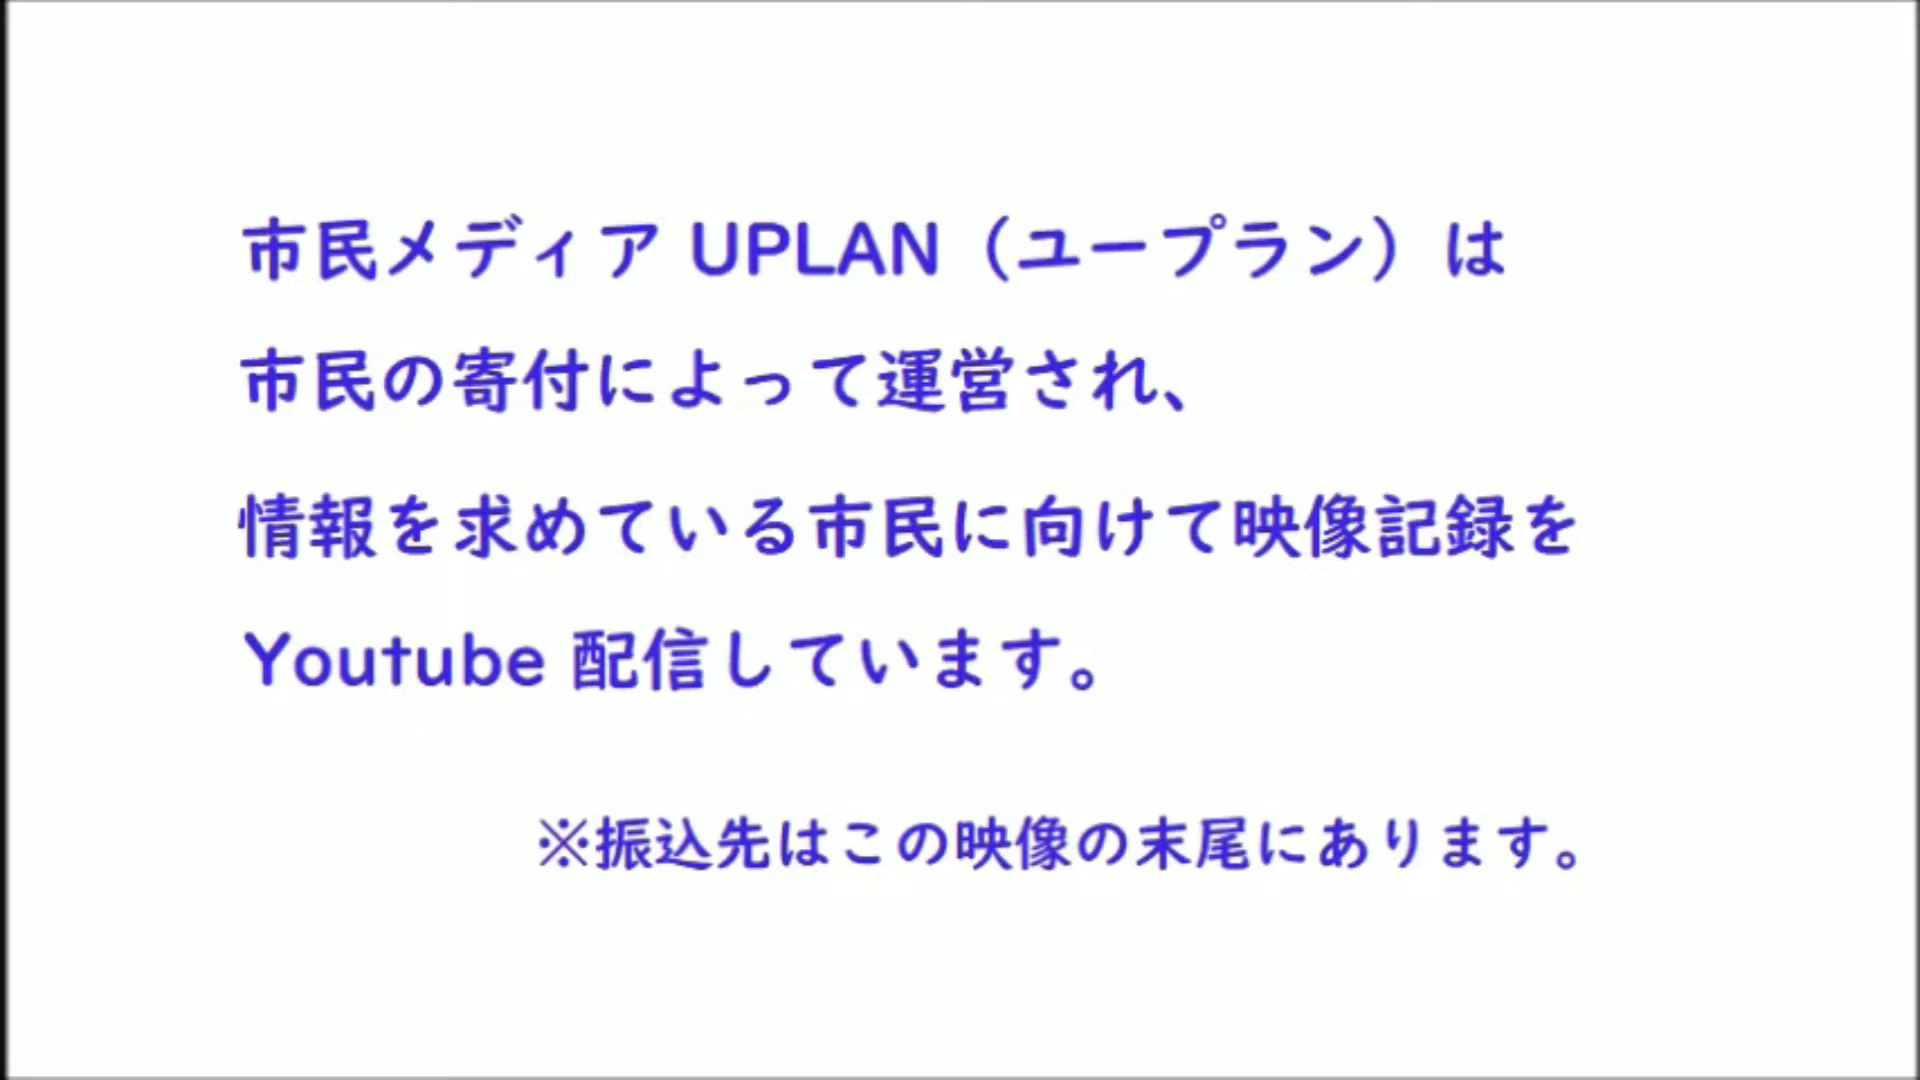 市民メディア UPLAN（ユープラン）は
市民の寄付によって運営され、
情報を求めている市民に向けて映像記録を
Youtube 配信しています。
※振込先はこの映像の末尾にあります。